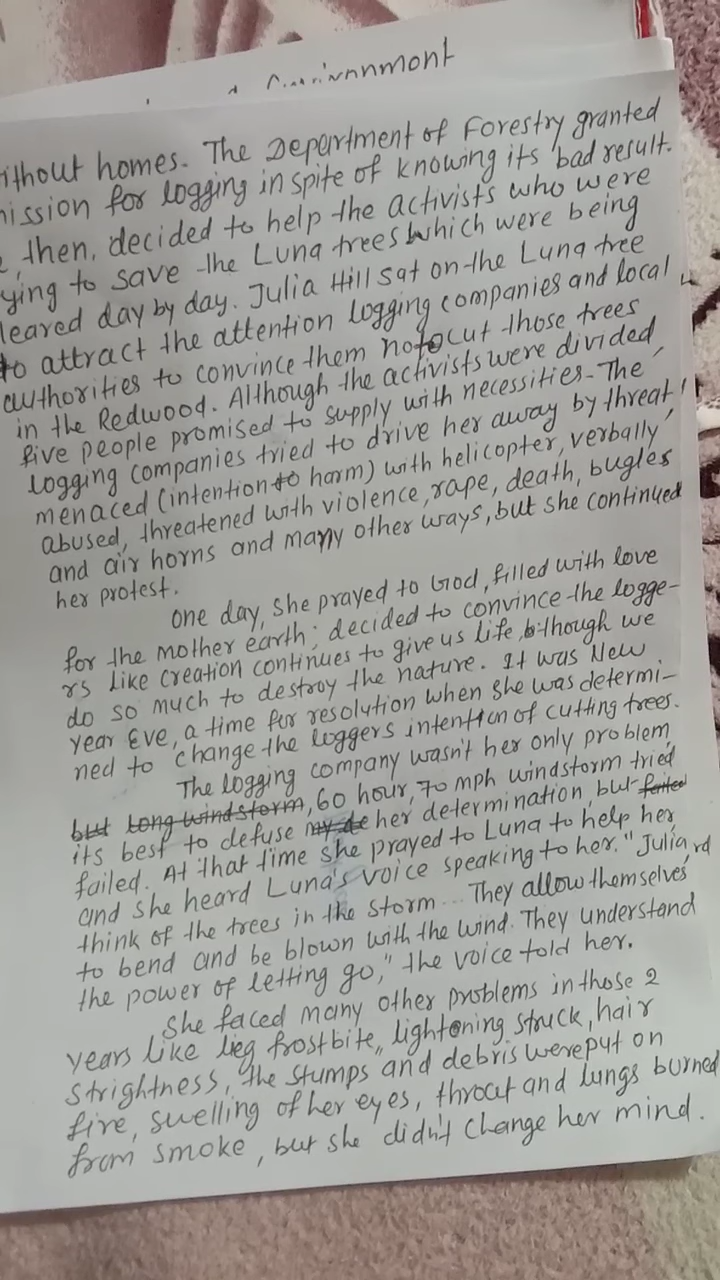 ithout homes. The Department of Forestry granted
ission for logging in spite of knowing its bad result.
, then, decided to help the activists who were
ying to save the Luna trees which were being
leared day by day. Julia Hill sat on the Luna tree
to attract the attention logging companies and local
authorities to convince them not to cut those trees
in the Redwood. Although the activists were divided,
five people promised to supply with necessities. The
logging companies tried to drive her away by threat,
menaced (intention to harm) with helicopter, verbally
abused, threatened with violence, rape, death, bugles
and air horns and many other ways, but she continued
her protest.
One day, she prayed to God, filled with love
for the mother earth; decided to convince the logge-
rs like creation continues to give us life, though we
do so much to destroy the nature. It was New
year Eve, a time for resolution when she was determi-
ned to change the loggers intention of cutting trees.
The logging company wasn't her only problem,
but long windstorm, 60 hour, 70 mph windstorm tried
its best to defuse her determination, but failed
failed. At that time she prayed to Luna to help her,
and she heard Luna's voice speaking to her. "Julia,
think of the trees in the storm... They allow themselves
to bend and be blown with the wind. They understand
the power of letting go," the voice told her.
She faced many other problems in those 2
years like leg frostbite, lightening struck, hair
strightness, the stumps and debris were put on
fire, swelling of her eyes, throat and lungs burned
from smoke, but she didn't change her mind.